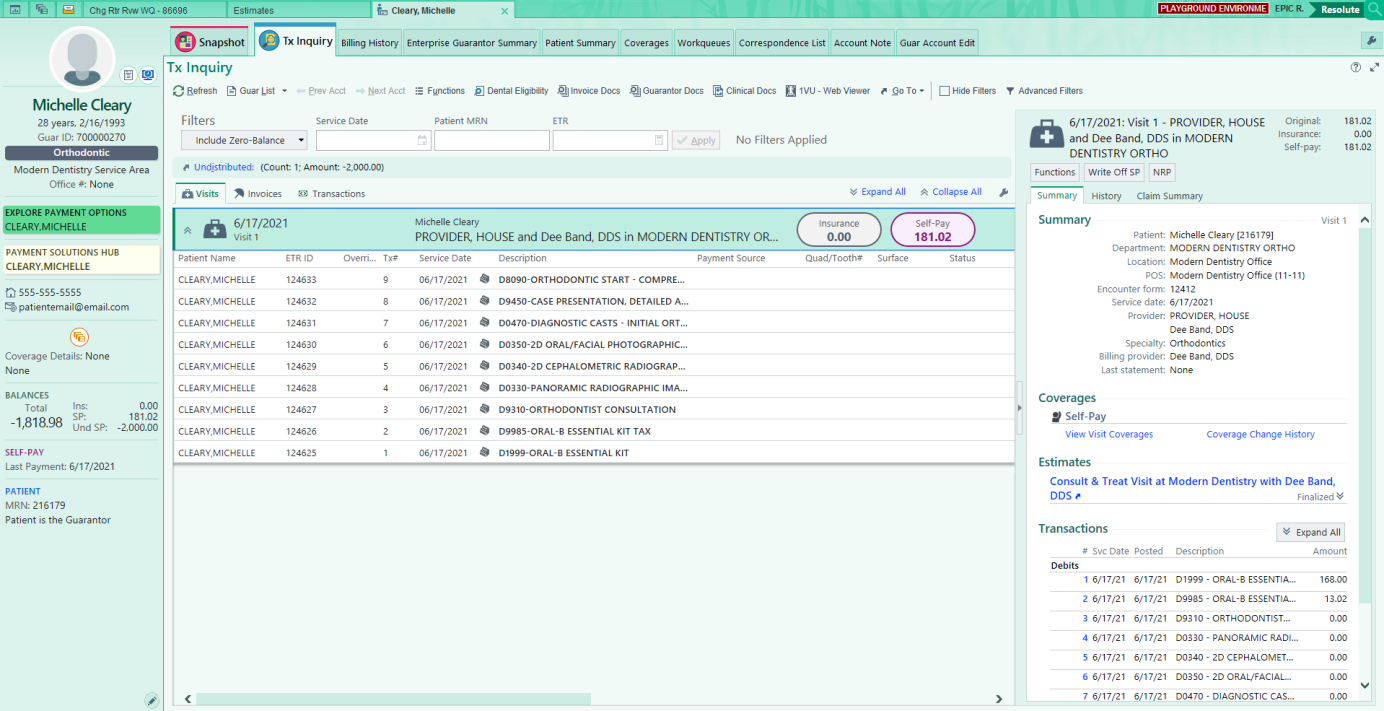 Chg Rtr Rvw WQ - 86696 Estimates Cleary, Michelle PLAYGROUND ENVIRONME EPIC R. Resolute
Michelle Cleary
28 years, 2/16/1993
Guar ID: 700000270
Orthodontic
Modern Dentistry Service Area
Office #: None
EXPLORE PAYMENT OPTIONS
CLEARY,MICHELLE
PAYMENT SOLUTIONS HUB
CLEARY,MICHELLE
555-555-5555
patientemail@email.com
Coverage Details: None
None
BALANCES
Total Ins: 0.00
-1,818.98 SP: 181.02
Und SP: -2,000.00
SELF-PAY
Last Payment: 6/17/2021
PATIENT
MRN: 216179
Patient is the Guarantor
Snapshot Tx Inquiry Billing History Enterprise Guarantor Summary Patient Summary Coverages Workqueues Correspondence List Account Note Guar Account Edit
Tx Inquiry
Refresh Guar List Prev Acct Next Acct Functions Dental Eligibility Invoice Docs Guarantor Docs Clinical Docs 1VU - Web Viewer Go To Hide Filters Advanced Filters
Filters Service Date Patient MRN ETR
Include Zero-Balance Apply No Filters Applied
Undistributed: (Count: 1; Amount: -2,000.00)
Visits Invoices Transactions Expand All Collapse All
6/17/2021 Michelle Cleary Insurance Self-Pay
Visit 1 PROVIDER, HOUSE and Dee Band, DDS in MODERN DENTISTRY OR... 0.00 181.02
Patient Name ETR ID Overri... Tx# Service Date Description Payment Source Quad/Tooth# Surface Status
CLEARY,MICHELLE 124633 9 06/17/2021 D8090-ORTHODONTIC START - COMPRE...
CLEARY,MICHELLE 124632 8 06/17/2021 D9450-CASE PRESENTATION, DETAILED A...
CLEARY,MICHELLE 124631 7 06/17/2021 D0470-DIAGNOSTIC CASTS - INITIAL ORT...
CLEARY,MICHELLE 124630 6 06/17/2021 D0350-2D ORAL/FACIAL PHOTOGRAPHIC...
CLEARY,MICHELLE 124629 5 06/17/2021 D0340-2D CEPHALOMETRIC RADIOGRAP...
CLEARY,MICHELLE 124628 4 06/17/2021 D0330-PANORAMIC RADIOGRAPHIC IMA...
CLEARY,MICHELLE 124627 3 06/17/2021 D9310-ORTHODONTIST CONSULTATION
CLEARY,MICHELLE 124626 2 06/17/2021 D9985-ORAL-B ESSENTIAL KIT TAX
CLEARY,MICHELLE 124625 1 06/17/2021 D1999-ORAL-B ESSENTIAL KIT
6/17/2021: Visit 1 - PROVIDER, HOUSE Original: 181.02
and Dee Band, DDS in MODERN Insurance: 0.00
DENTISTRY ORTHO Self-pay: 181.02
Functions Write Off SP NRP
Summary History Claim Summary
Summary Visit 1
Patient: Michelle Cleary [216179]
Department: MODERN DENTISTRY ORTHO
Location: Modern Dentistry Office
POS: Modern Dentistry Office (11-11)
Encounter form: 12412
Service date: 6/17/2021
Provider: PROVIDER, HOUSE
Dee Band, DDS
Specialty: Orthodontics
Billing provider: Dee Band, DDS
Last statement: None
Coverages
Self-Pay
View Visit Coverages Coverage Change History
Estimates
Consult & Treat Visit at Modern Dentistry with Dee Band,
DDS Finalized
Transactions Expand All
# Svc Date Posted Description Amount
Debits
1 6/17/21 6/17/21 D1999 - ORAL-B ESSENTIA... 168.00
2 6/17/21 6/17/21 D9985 - ORAL-B ESSENTIA... 13.02
3 6/17/21 6/17/21 D9310 - ORTHODONTIST... 0.00
4 6/17/21 6/17/21 D0330 - PANORAMIC RADI... 0.00
5 6/17/21 6/17/21 D0340 - 2D CEPHALOMET... 0.00
6 6/17/21 6/17/21 D0350 - 2D ORAL/FACIAL... 0.00
7 6/17/21 6/17/21 D0470 - DIAGNOSTIC CAS... 0.00